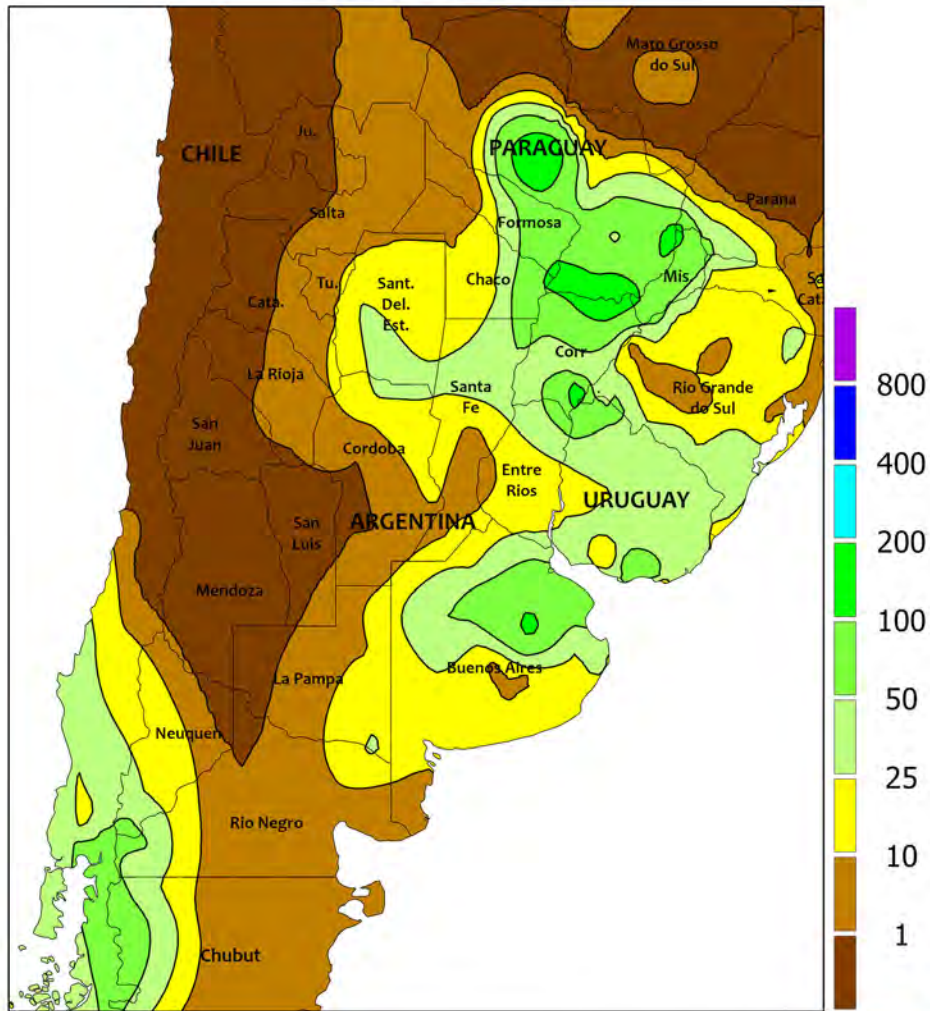 Mato Grosso
do Sul
Ju.
CHILE
PARAGUAY
Parana
Salta
Formosa
Sa
Cat.
Tu.
Sant.
Del.
Est.
Chaco
Mis.
Cata.
La Rioja
Corr
Santa
Fe
Rio Grande
do Sul
San
Juan
Cordoba
Entre
Rios
URUGUAY
San
Luis
ARGENTINA
Mendoza
La Pampa
Buenos Aires
Neuquen
Rio Negro
Chubut
800
400
200
100
50
25
10
1